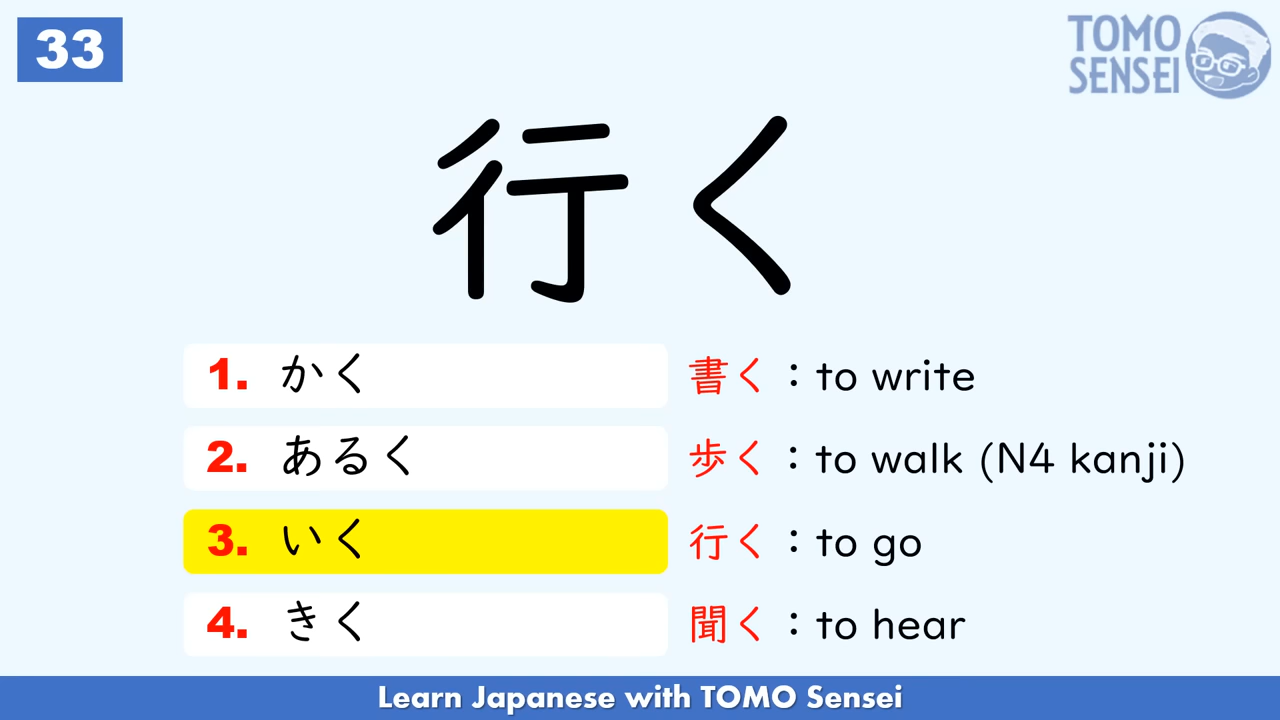 33
TOMO
SENSEI
行く
1. かく 書く：to write
2. あるく 歩く：to walk (N4 kanji)
3. いく 行く：to go
4. きく 聞く：to hear
Learn Japanese with TOMO Sensei